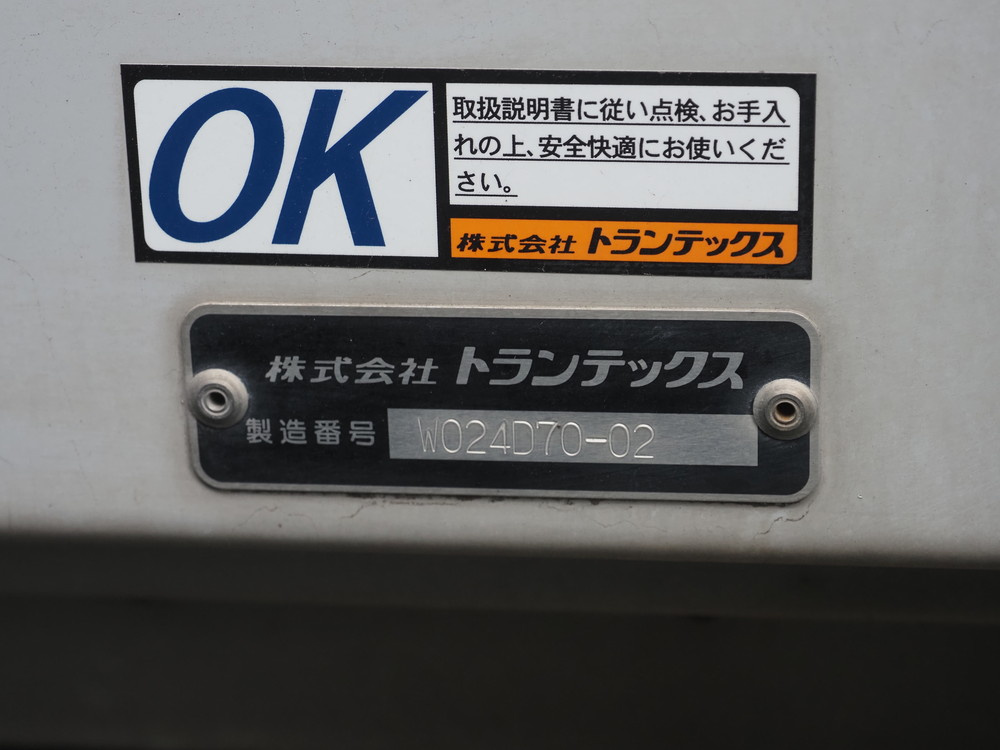 OK
取扱説明書に従い点検、お手入
れの上、安全快適にお使いくだ
さい。
株式会社 トランテックス
株式会社 トランテックス
製造番号 W024D70-02